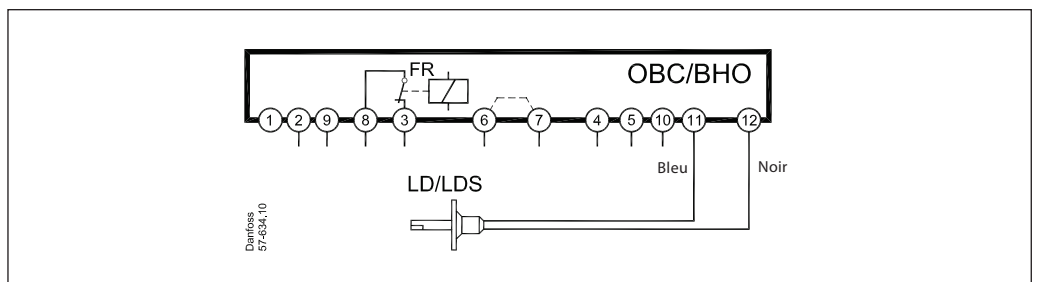 FR
OBC/BHO
1 2 9 8 3 6 7 4 5 10 11 12
Bleu
Noir
LD/LDS
Danfoss
57-634.10